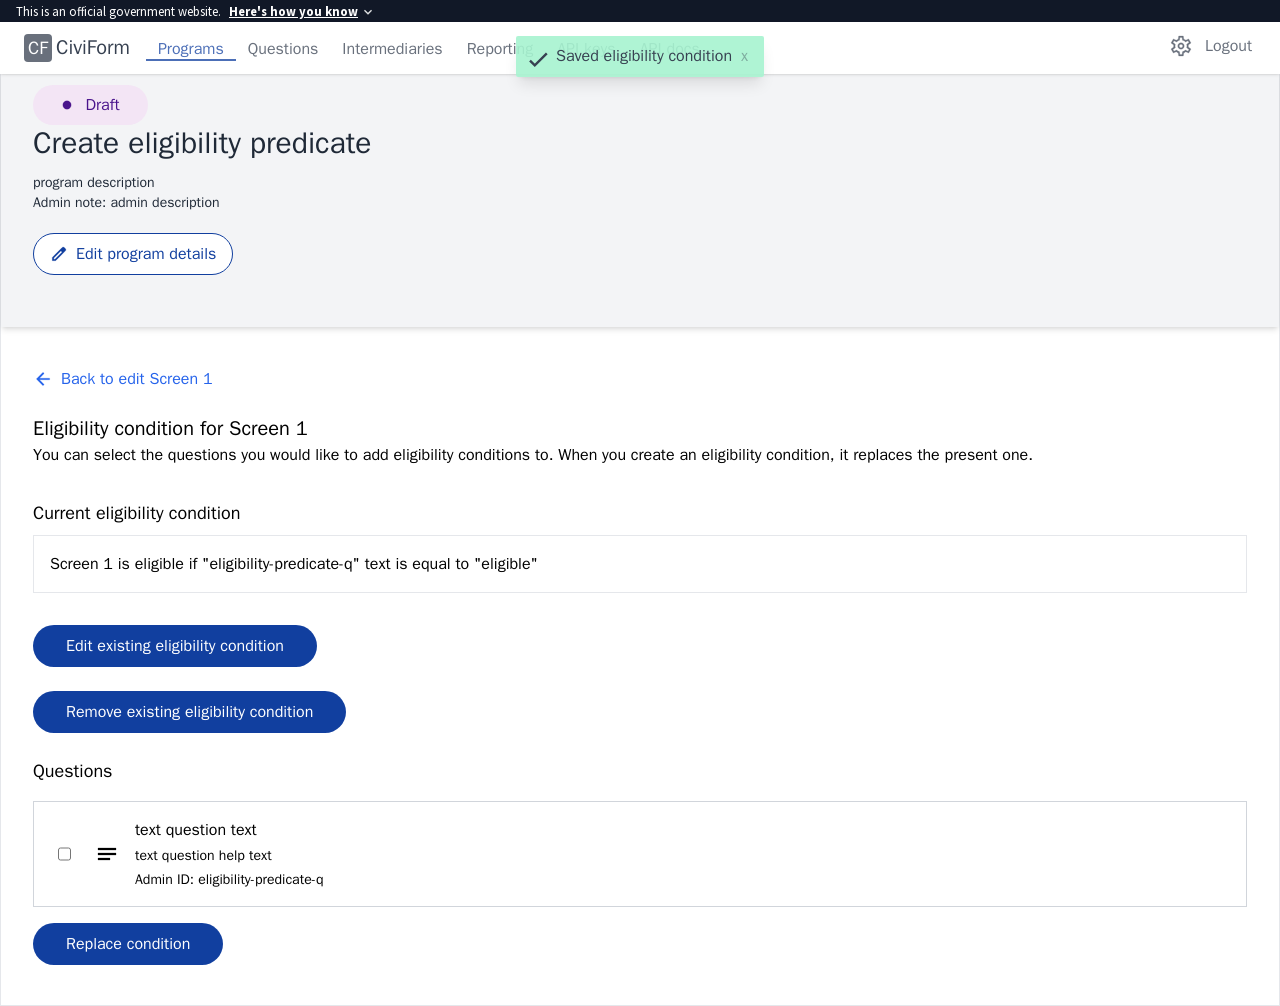 This is an official government website. Here's how you know
CF CiviForm Programs Questions Intermediaries Reporting Logout
Saved eligibility condition x
Draft
Create eligibility predicate
program description
Admin note: admin description
Edit program details
Back to edit Screen 1
Eligibility condition for Screen 1
You can select the questions you would like to add eligibility conditions to. When you create an eligibility condition, it replaces the present one.
Current eligibility condition
Screen 1 is eligible if "eligibility-predicate-q" text is equal to "eligible"
Edit existing eligibility condition
Remove existing eligibility condition
Questions
text question text
text question help text
Admin ID: eligibility-predicate-q
Replace condition